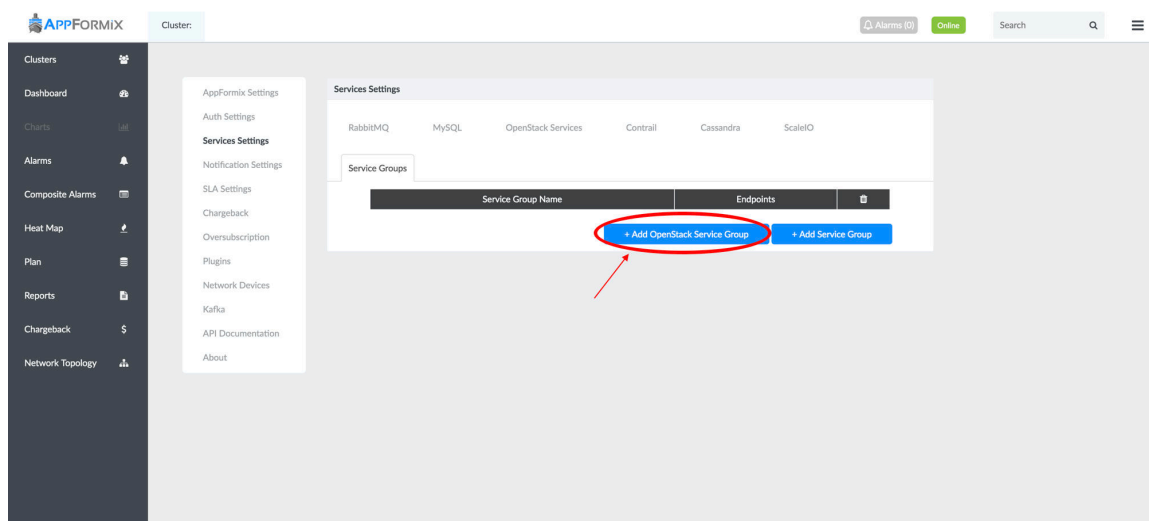 APPFORMIX
Cluster:
Alarms (0)
Online
Search
Clusters
Dashboard
Charts
Alarms
Composite Alarms
Heat Map
Plan
Reports
Chargeback
Network Topology
AppFormix Settings
Auth Settings
Services Settings
Notification Settings
SLA Settings
Chargeback
Oversubscription
Plugins
Network Devices
Kafka
API Documentation
About
Services Settings
RabbitMQ MySQL OpenStack Services Contrail Cassandra ScaleIO
Service Groups
Service Group Name Endpoints
+ Add OpenStack Service Group + Add Service Group